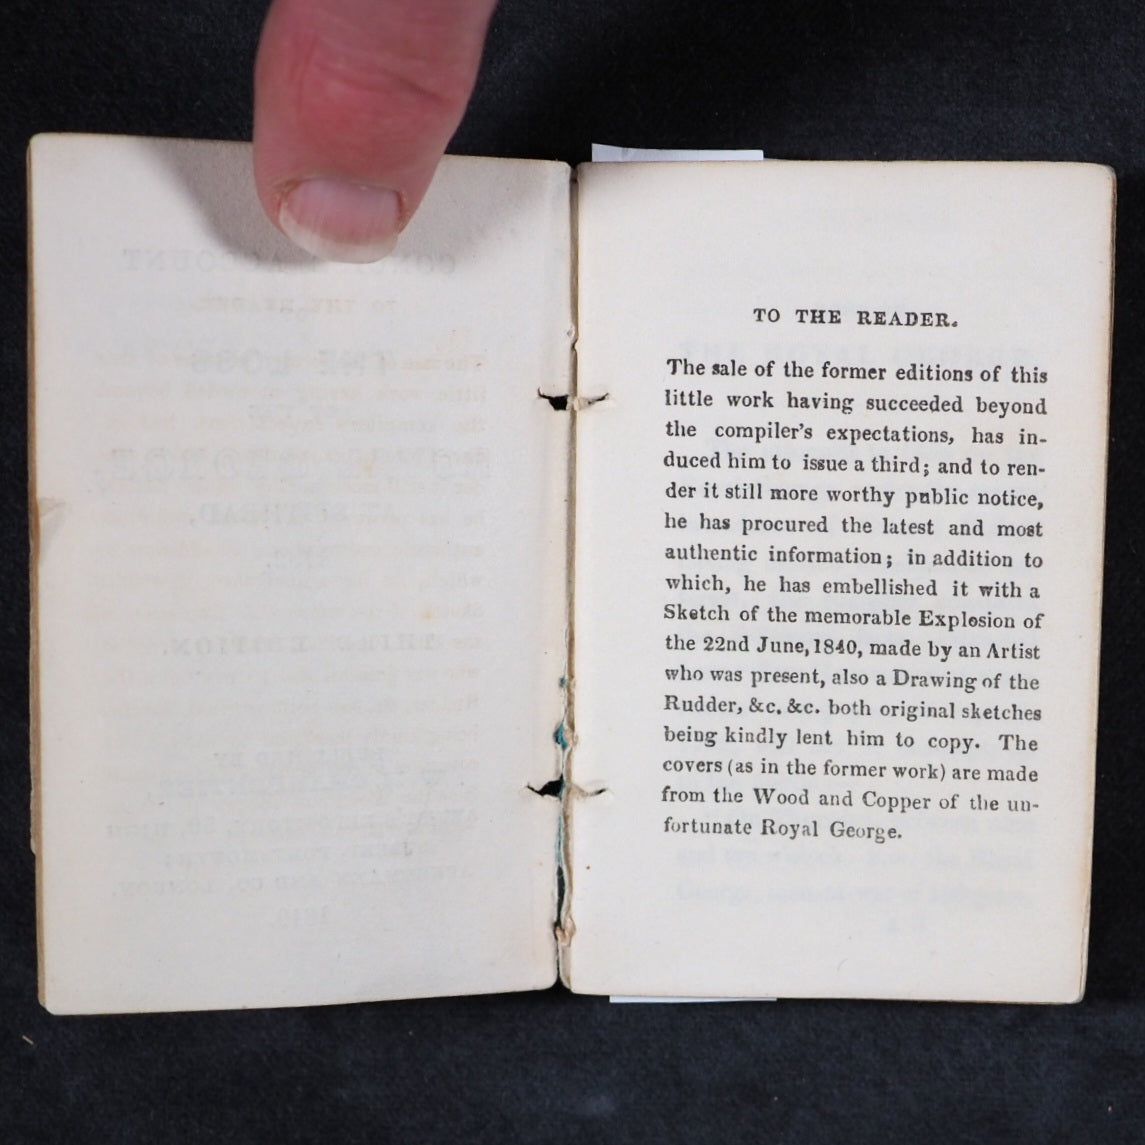 TO THE READER.
The sale of the former editions of this
little work having succeeded beyond
the compiler's expectations, has in-
duced him to issue a third; and to ren-
der it still more worthy public notice,
he has procured the latest and most
authentic information; in addition to
which, he has embellished it with a
Sketch of the memorable Explosion of
the 22nd June, 1840, made by an Artist
who was present, also a Drawing of the
Rudder, &c. &c. both original sketches
being kindly lent him to copy. The
covers (as in the former work) are made
from the Wood and Copper of the un-
fortunate Royal George.